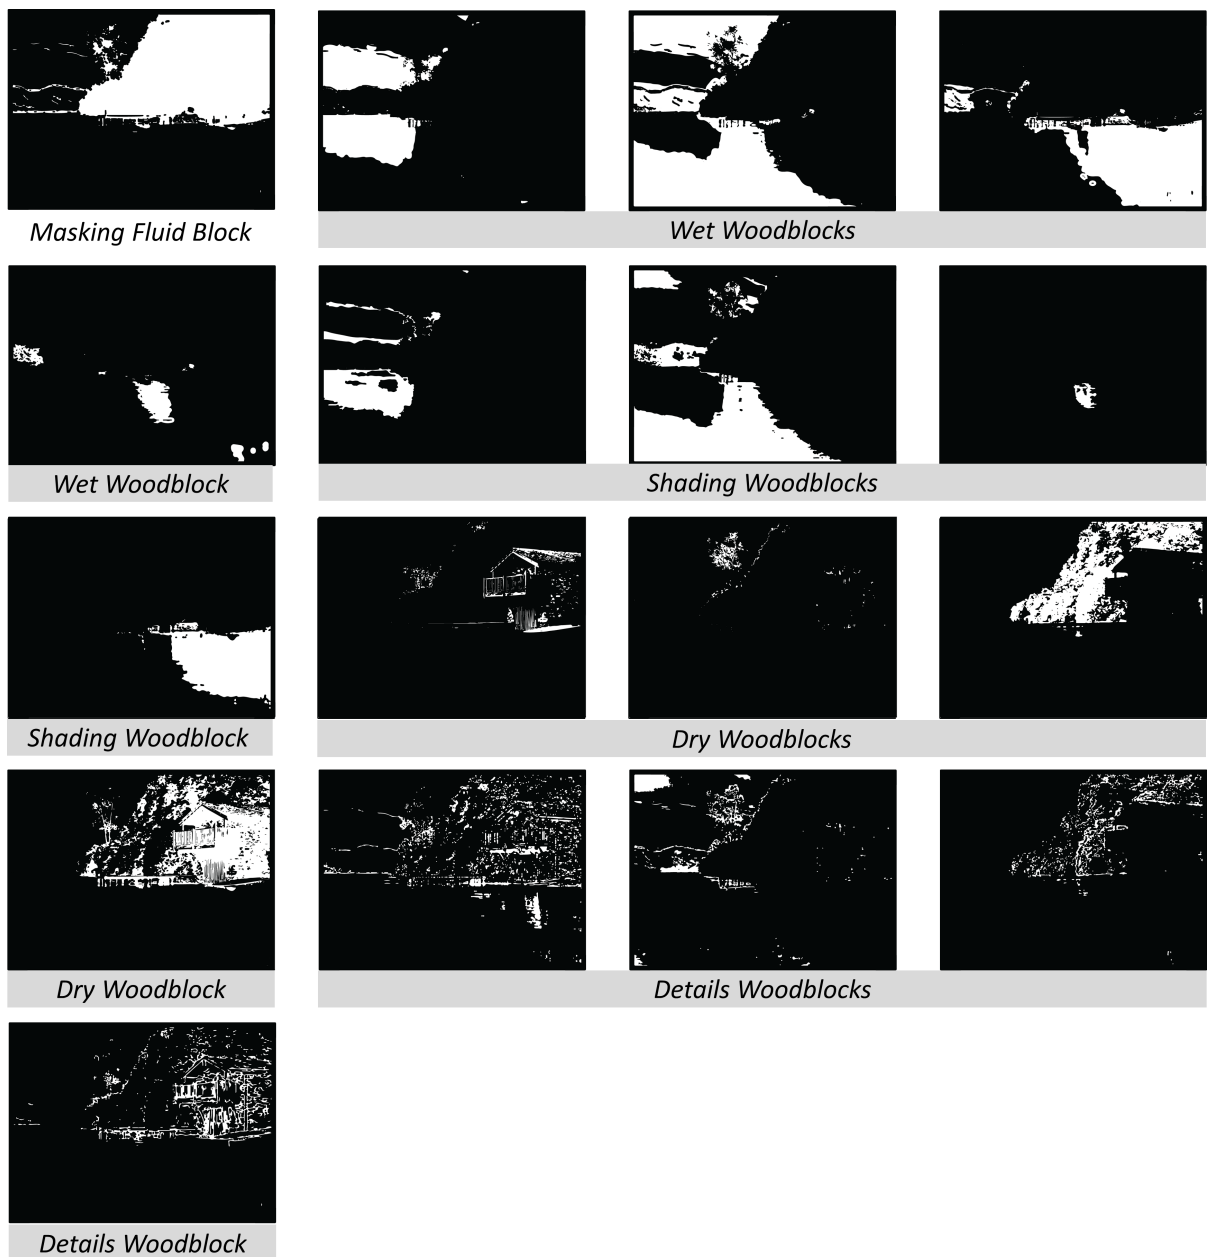 Masking Fluid Block
Wet Woodblocks
Wet Woodblock
Shading Woodblocks
Shading Woodblock
Dry Woodblocks
Dry Woodblock
Details Woodblocks
Details Woodblock